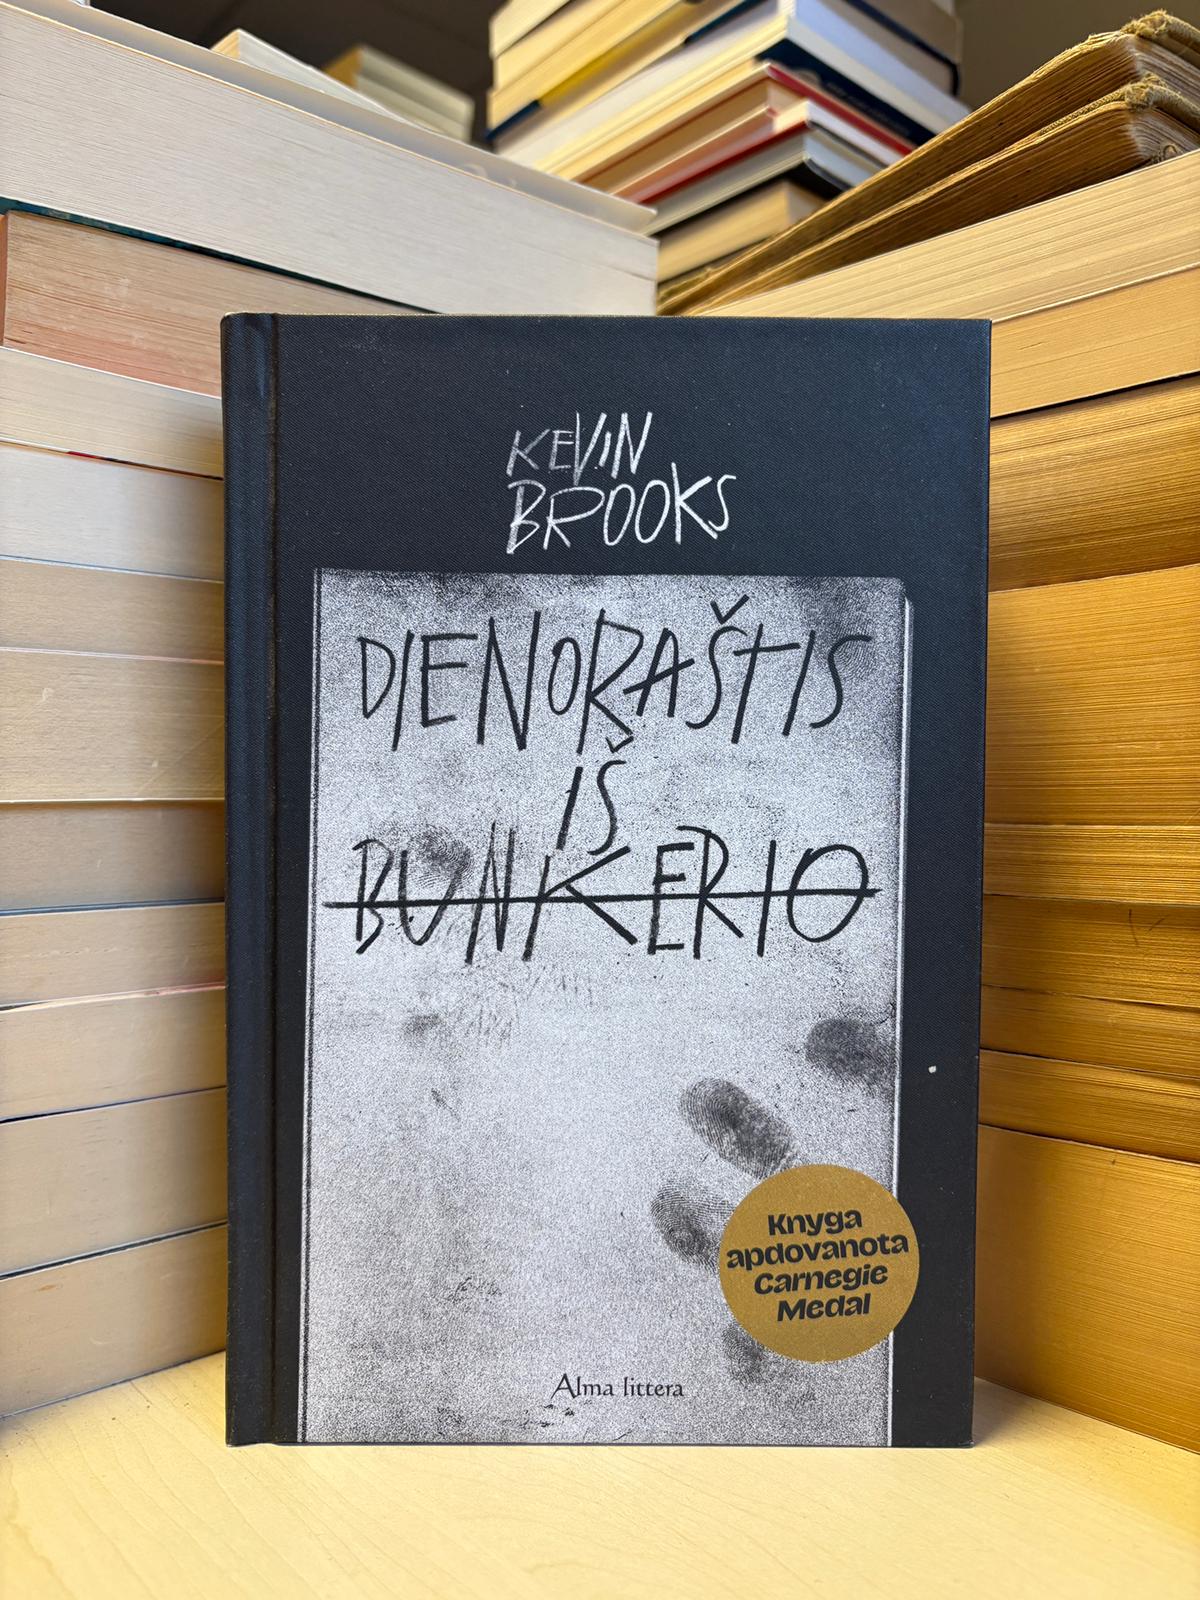 KEVIN
BROOKS
DIENORAŠTIS
IŠ
BUNKERIO
Knyga
apdovanota
Carnegie
Medal
Alma littera